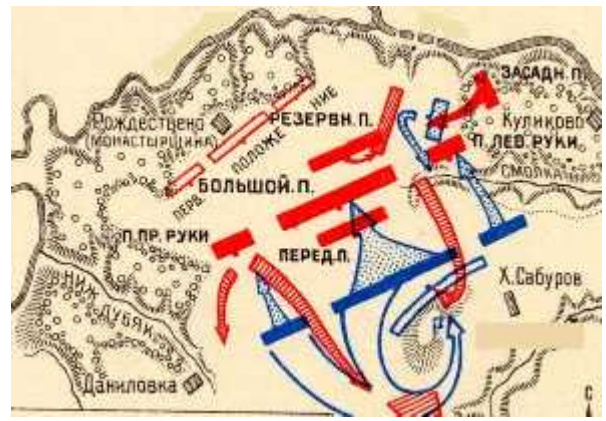 ЗАСАДН. П.
РЕЗЕРВН. П.
Рождествено
(МОНАСТЫРЩИНА)
Куликово
П. ЛЕВ. РУКИ
ПЕРВ. ПОЛОЖЕНИЕ
БОЛЬШОЙ. П.
СМОЛКА
П. ПР. РУКИ
ПЕРЕД. П.
Х. Сабуров
НИЖ. ДУБЯК
Даниловка
С